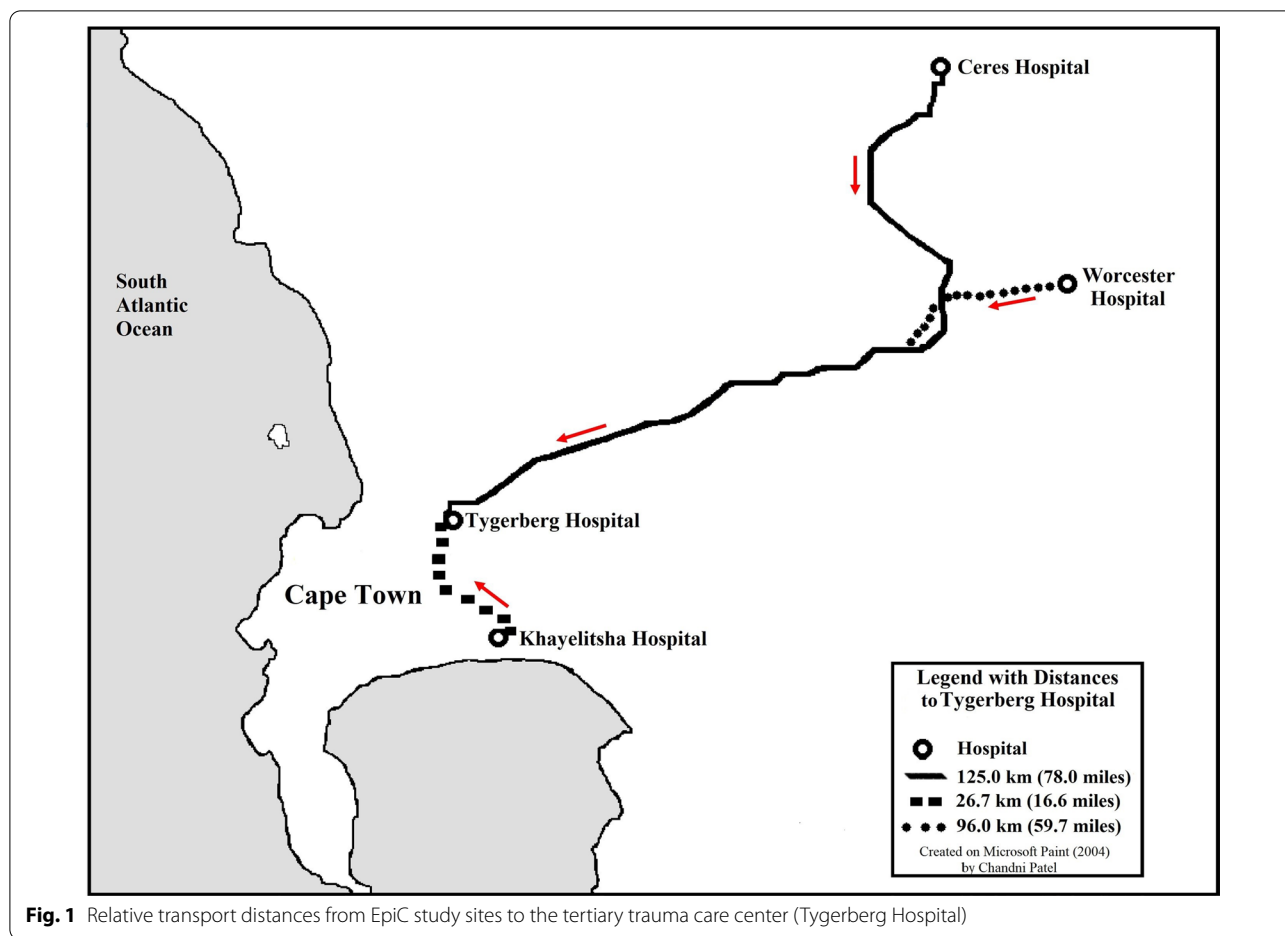 Ceres Hospital
South
Atlantic
Ocean
Worcester
Hospital
Tygerberg Hospital
Cape Town
Khayelitsha Hospital
Legend with Distances
to Tygerberg Hospital
Hospital
125.0 km (78.0 miles)
26.7 km (16.6 miles)
96.0 km (59.7 miles)
Created on Microsoft Paint (2004)
by Chandni Patel
Fig. 1 Relative transport distances from EpiC study sites to the tertiary trauma care center (Tygerberg Hospital)